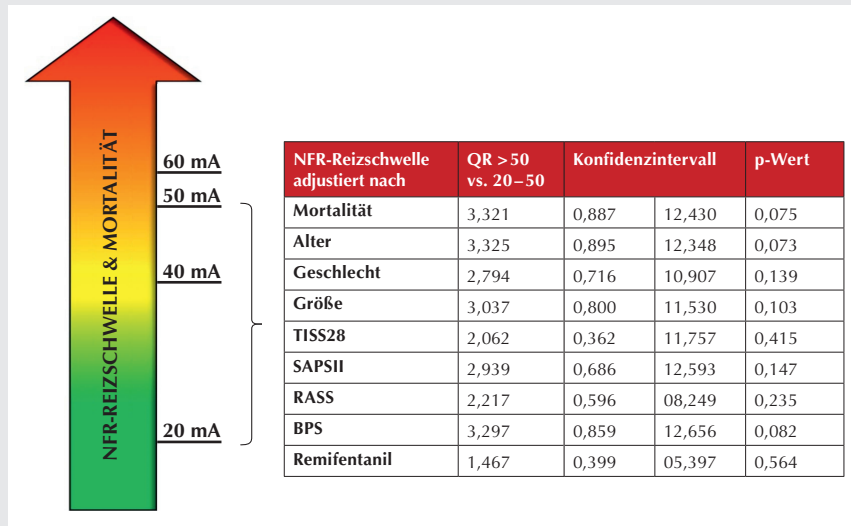 NFR-REIZSCHWELLE & MORTALITÄT
60 mA
50 mA
40 mA
20 mA
NFR-Reizschwelle adjustiert nach QR >50 vs. 20–50 Konfidenzintervall p-Wert
Mortalität 3,321 0,887 12,430 0,075
Alter 3,325 0,895 12,348 0,073
Geschlecht 2,794 0,716 10,907 0,139
Größe 3,037 0,800 11,530 0,103
TISS28 2,062 0,362 11,757 0,415
SAPSII 2,939 0,686 12,593 0,147
RASS 2,217 0,596 08,249 0,235
BPS 3,297 0,859 12,656 0,082
Remifentanil 1,467 0,399 05,397 0,564